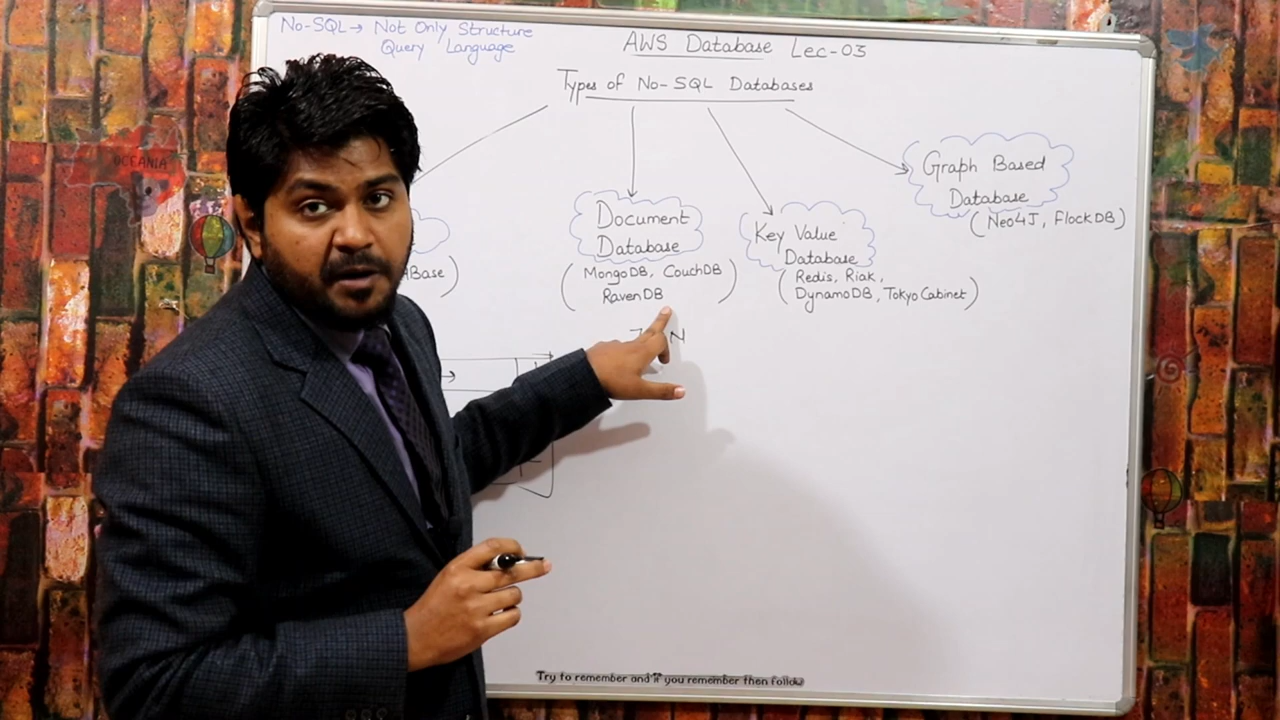 No-SQL → Not Only Structure
Query Language
AWS Database Lec-03
Types of No-SQL Databases
OCEANIA
Graph Based
Database
(Neo4J, FlockDB)
Document
Database
(MongoDB, CouchDB
RavenDB)
Key Value
Database
(Redis, Riak,
DynamoDB, TokyoCabinet)
Base)
N
Try to remember and if you remember then follow